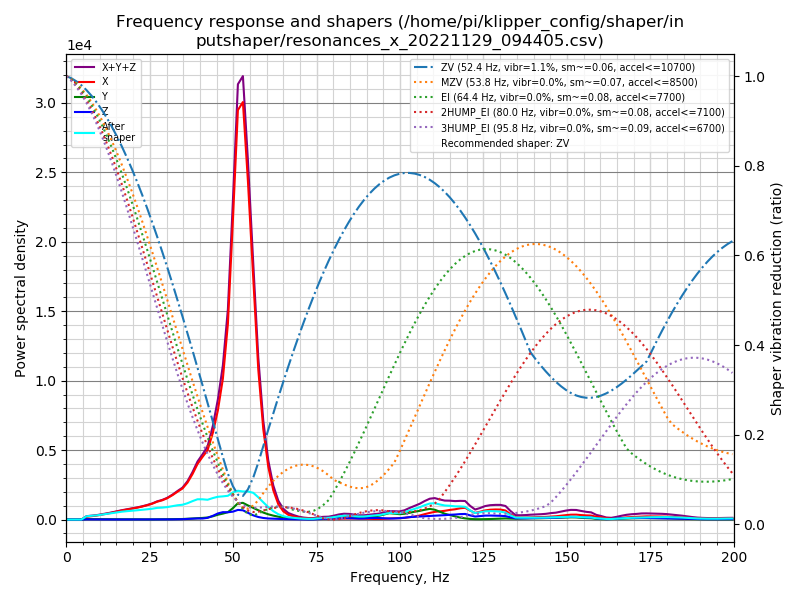 Frequency response and shapers (/home/pi/klipper_config/shaper/in
putshaper/resonances_x_20221129_094405.csv)
1e4
X+Y+Z
X
Y
Z
After
shaper
ZV (52.4 Hz, vibr=1.1%, sm~=0.06, accel<=10700)
MZV (53.8 Hz, vibr=0.0%, sm~=0.07, accel<=8500)
EI (64.4 Hz, vibr=0.0%, sm~=0.08, accel<=7700)
2HUMP_EI (80.0 Hz, vibr=0.0%, sm~=0.08, accel<=7100)
3HUMP_EI (95.8 Hz, vibr=0.0%, sm~=0.09, accel<=6700)
Recommended shaper: ZV
Power spectral density
3.0
2.5
2.0
1.5
1.0
0.5
0.0
1.0
0.8
0.6
0.4
0.2
0.0
Shaper vibration reduction (ratio)
0
25
50
75
100
125
150
175
200
Frequency, Hz